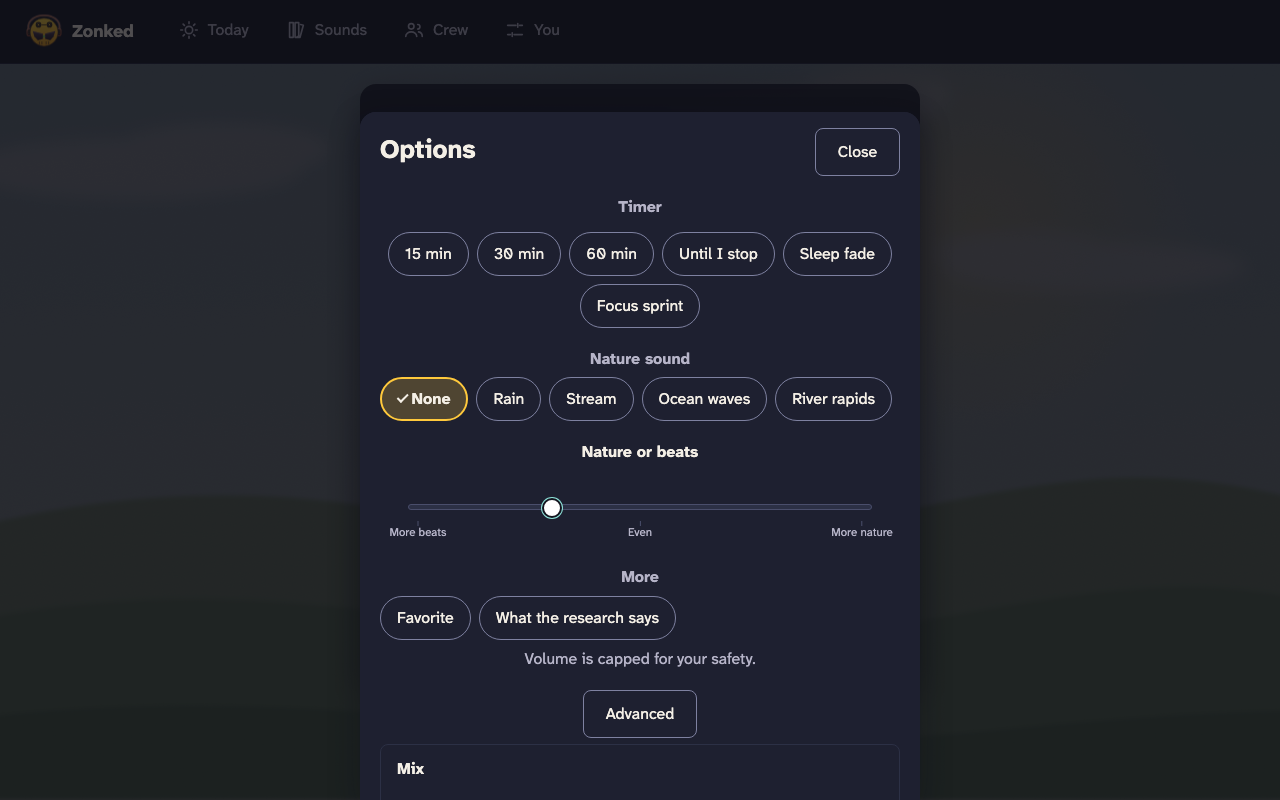 Zonked
Today
Sounds
Crew
You
Options
Close
Timer
15 min
30 min
60 min
Until I stop
Sleep fade
Focus sprint
Nature sound
None
Rain
Stream
Ocean waves
River rapids
Nature or beats
More beats
Even
More nature
More
Favorite
What the research says
Volume is capped for your safety.
Advanced
Mix